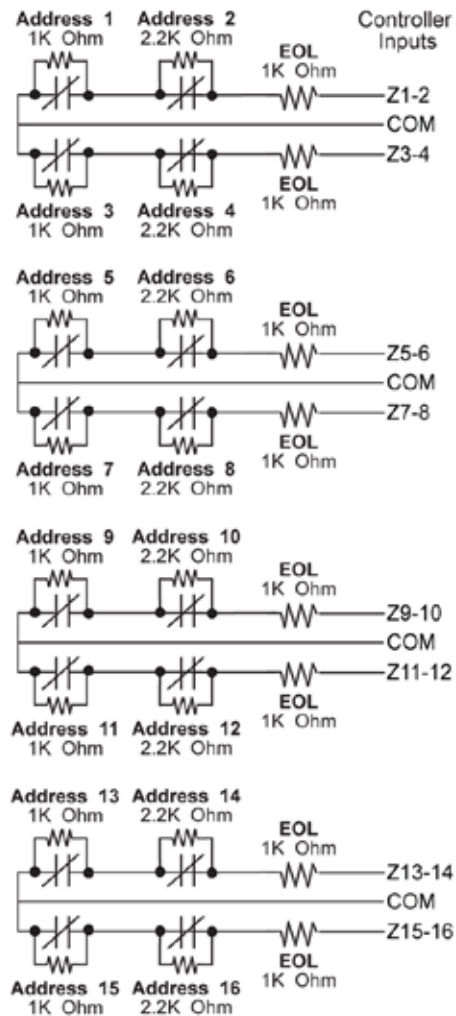 Address 1 Address 2 Controller
1K Ohm 2.2K Ohm Inputs
EOL
1K Ohm
Z1-2
COM
Z3-4
EOL
1K Ohm
Address 3 Address 4
1K Ohm 2.2K Ohm
Address 5 Address 6
1K Ohm 2.2K Ohm
EOL
1K Ohm
Z5-6
COM
Z7-8
EOL
1K Ohm
Address 7 Address 8
1K Ohm 2.2K Ohm
Address 9 Address 10
1K Ohm 2.2K Ohm
EOL
1K Ohm
Z9-10
COM
Z11-12
EOL
1K Ohm
Address 11 Address 12
1K Ohm 2.2K Ohm
Address 13 Address 14
1K Ohm 2.2K Ohm
EOL
1K Ohm
Z13-14
COM
Z15-16
EOL
1K Ohm
Address 15 Address 16
1K Ohm 2.2K Ohm